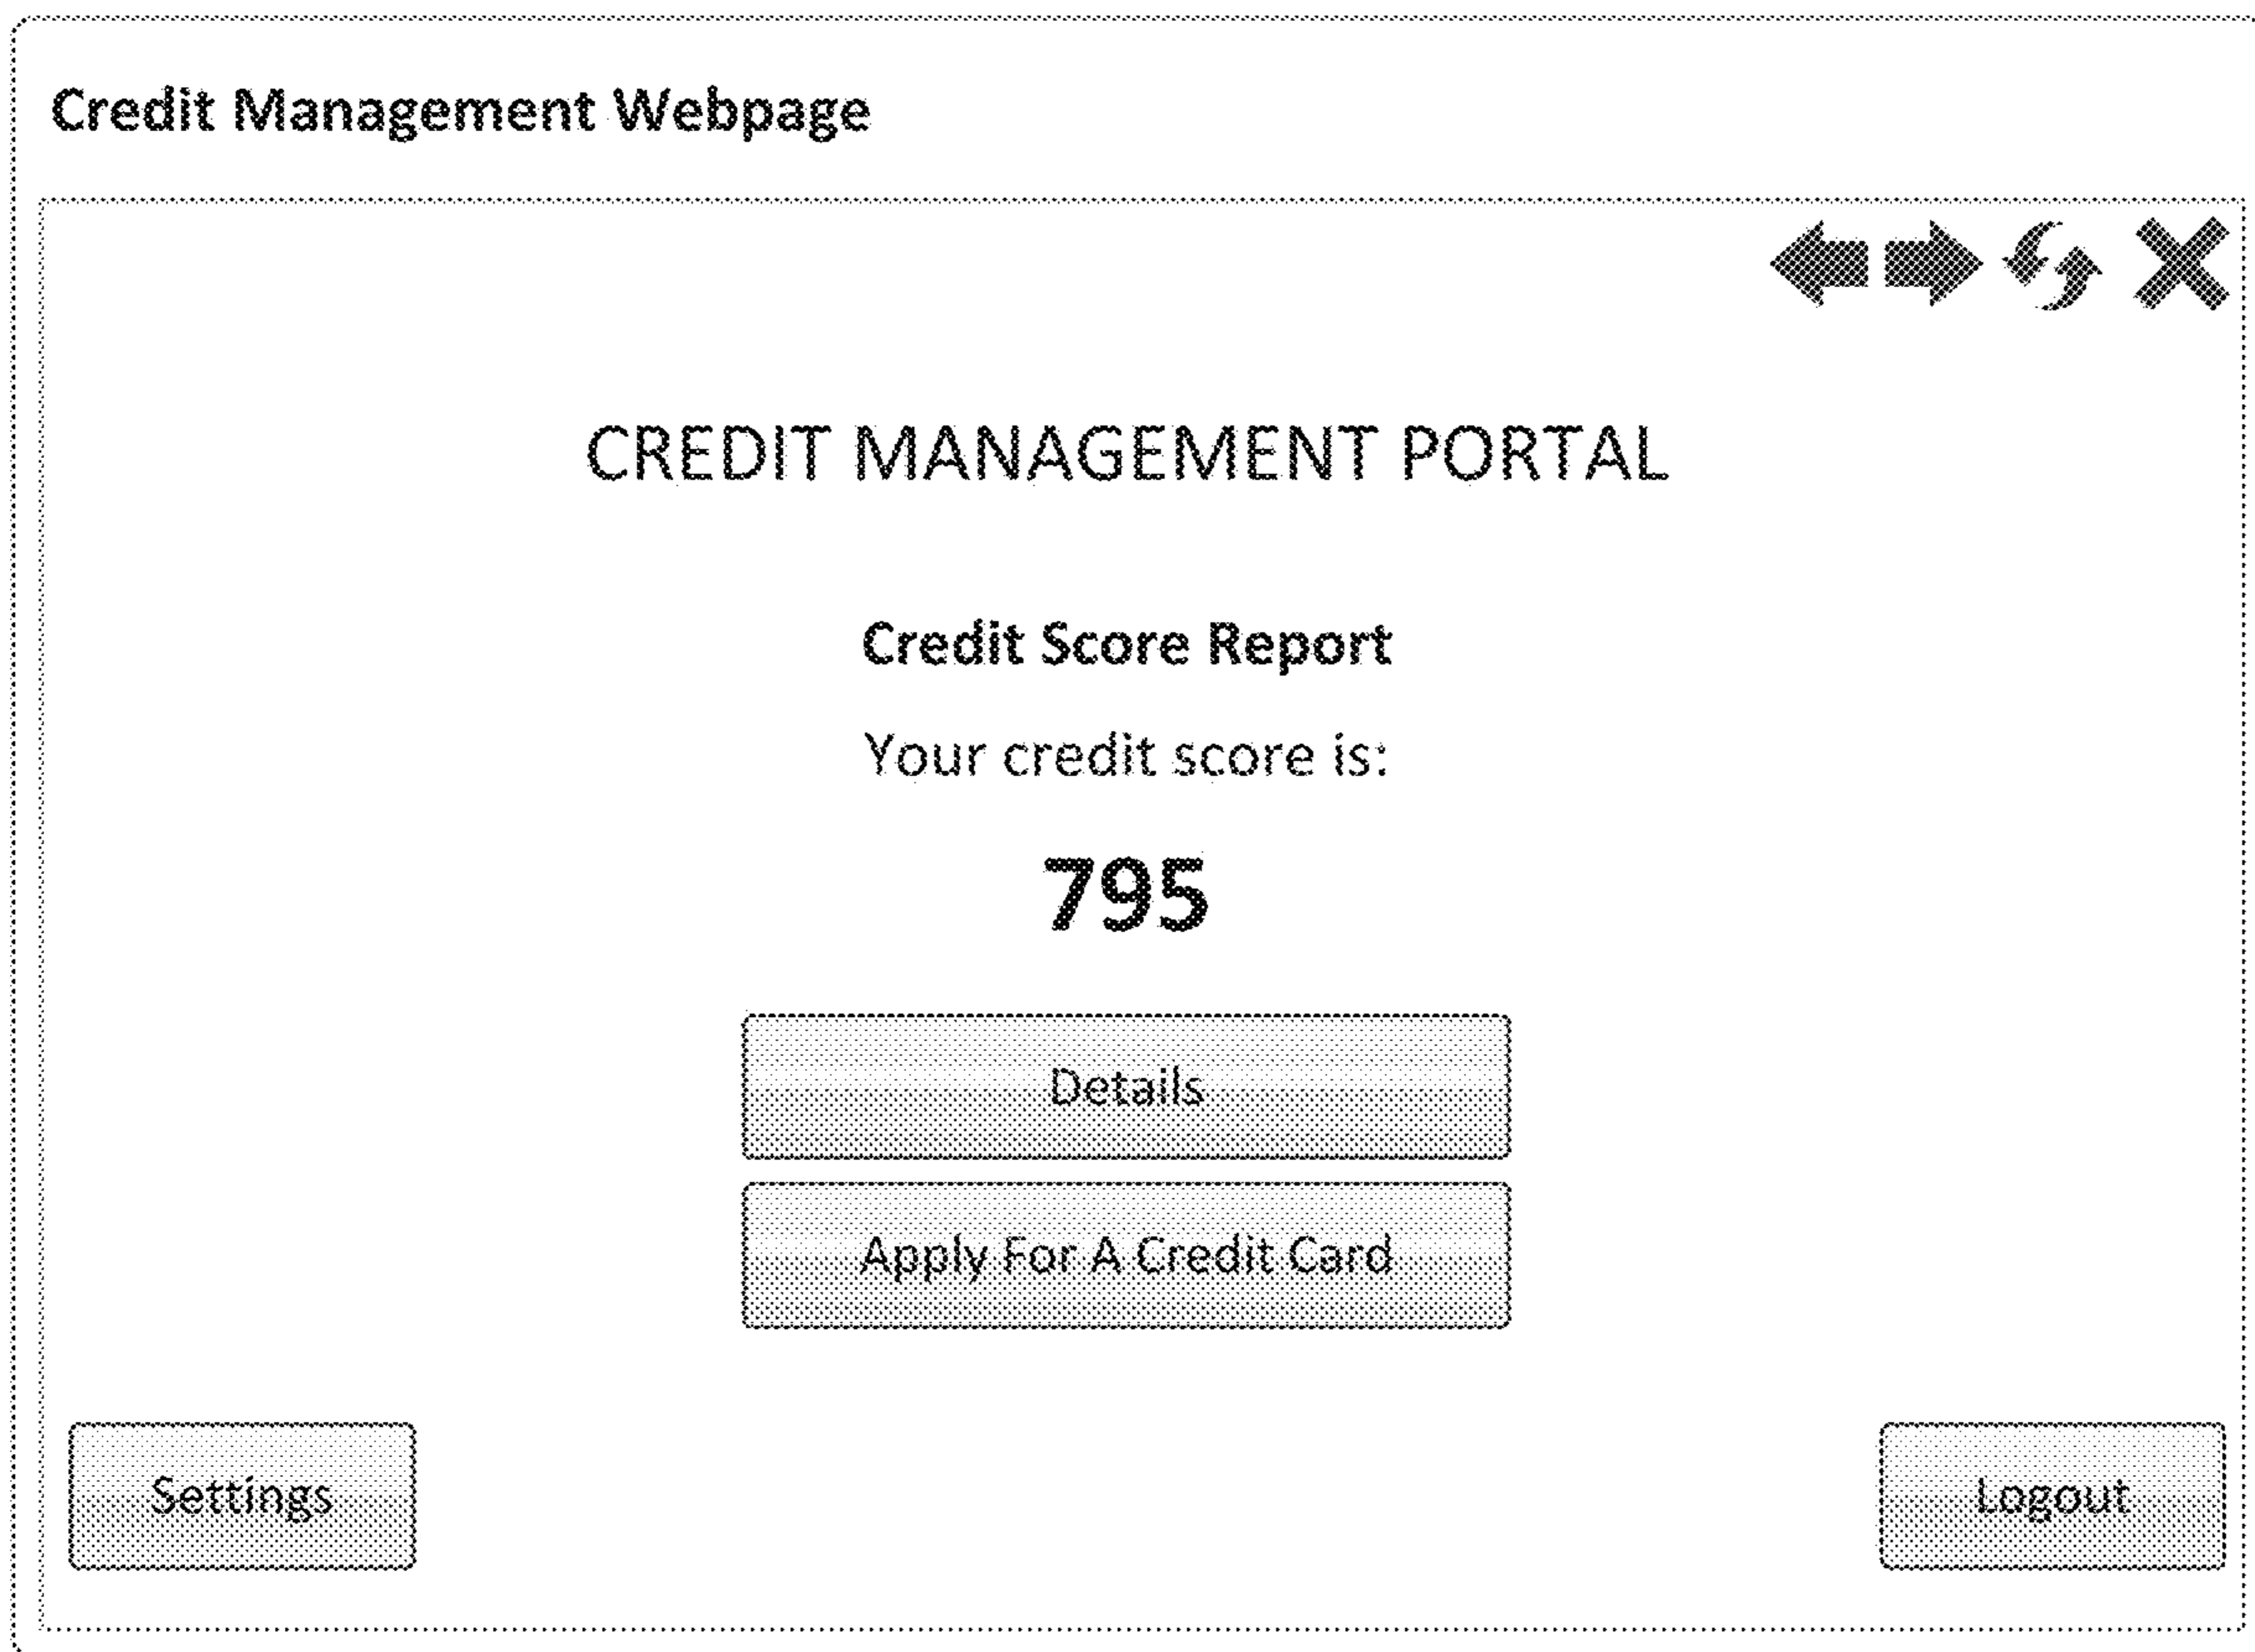 Credit Management Webpage
CREDIT MANAGEMENT PORTAL
Credit Score Report
Your credit score is:
795
Details
Apply For A Credit Card
Settings
Logout